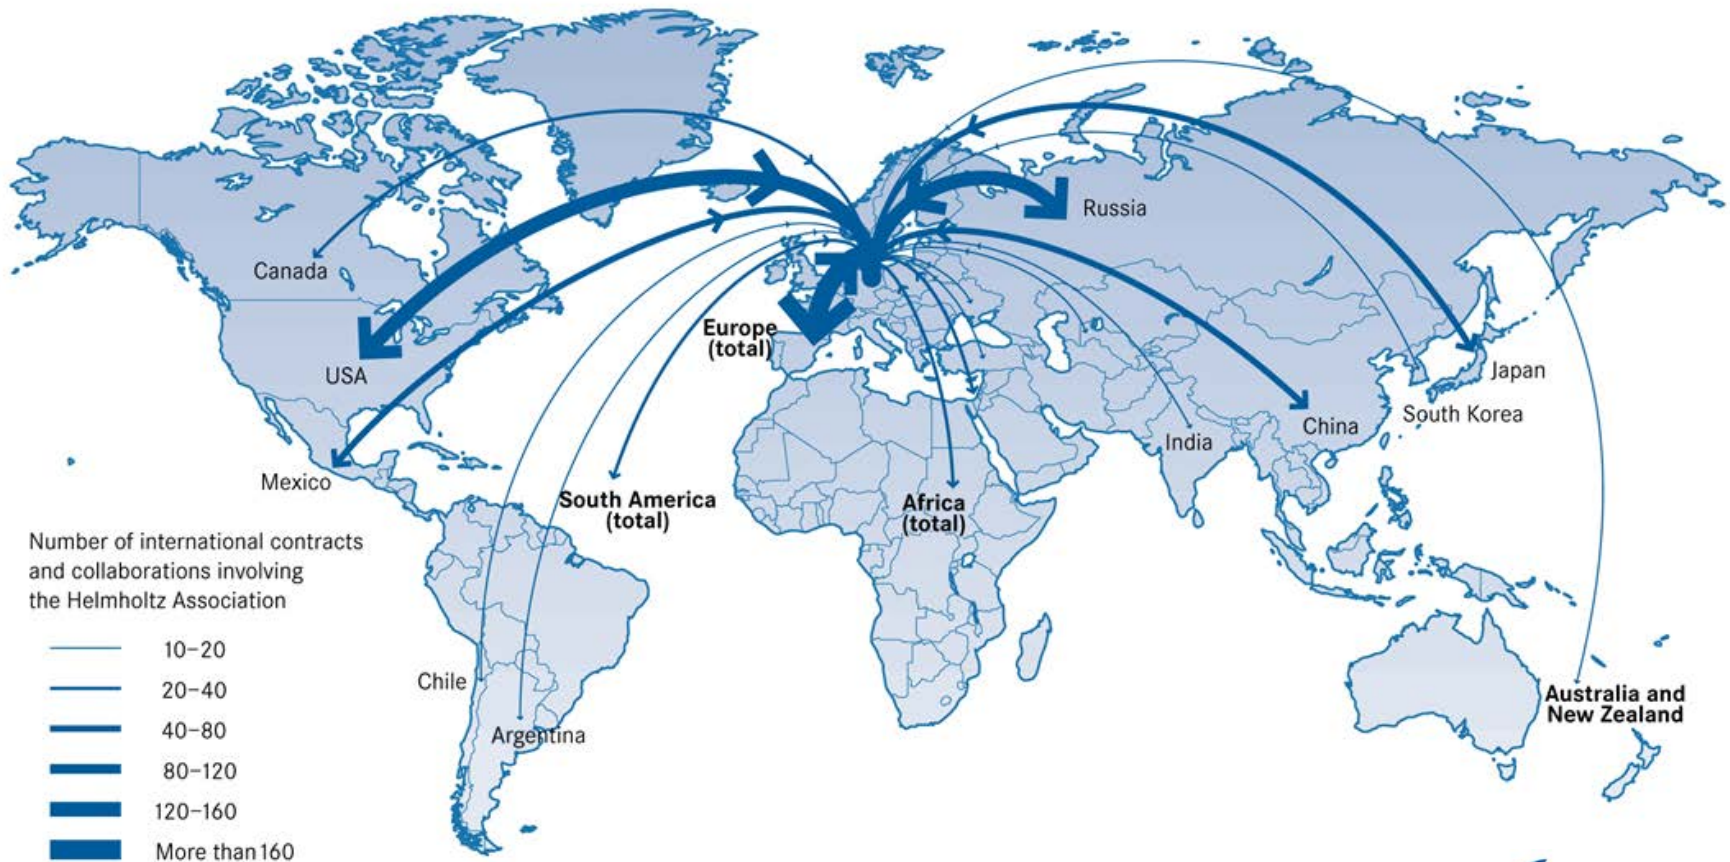 Russia
Canada
Europe
(total)
USA
Japan
South Korea
China
India
Mexico
South America
(total)
Africa
(total)
Number of international contracts
and collaborations involving
the Helmholtz Association
10–20
20–40
40–80
80–120
120–160
More than 160
Chile
Argentina
Australia and
New Zealand